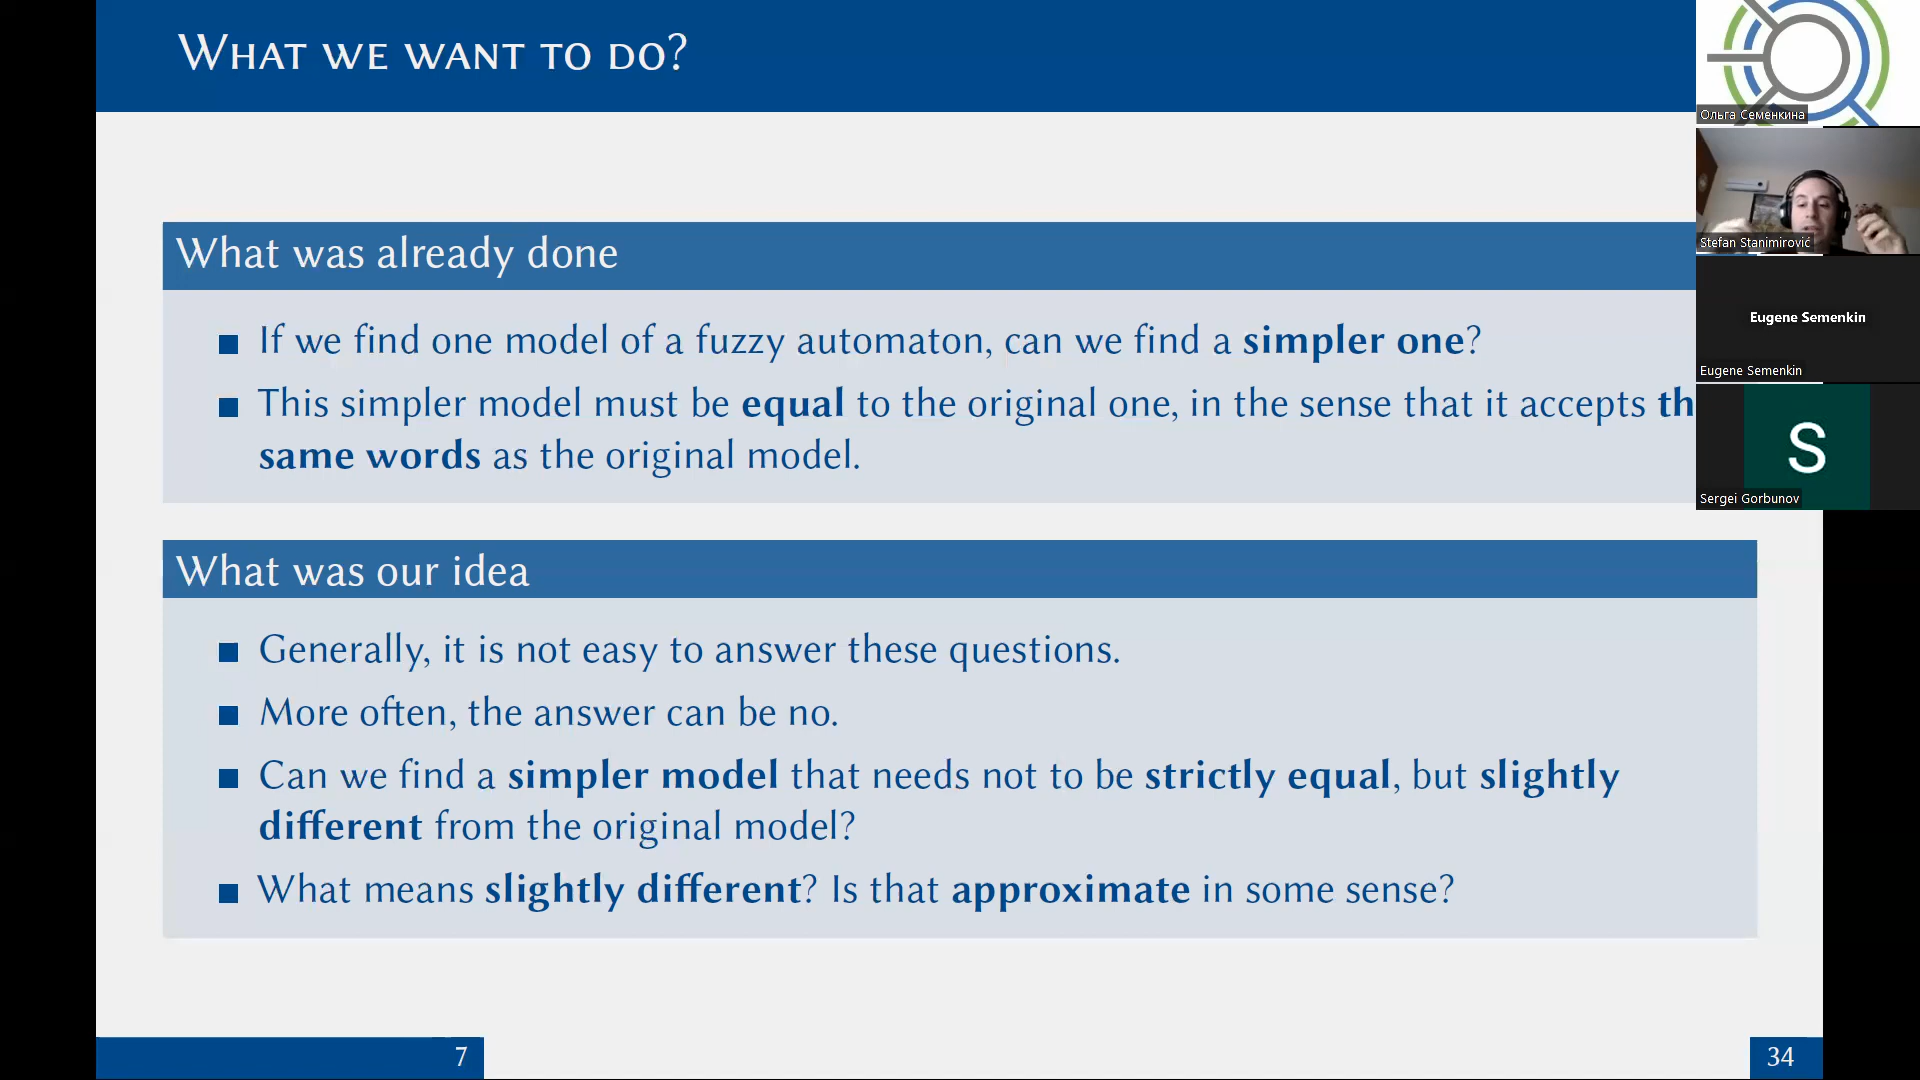 What we want to do?
What was already done
If we find one model of a fuzzy automaton, can we find a simpler one?
This simpler model must be equal to the original one, in the sense that it accepts th
same words as the original model.
What was our idea
Generally, it is not easy to answer these questions.
More often, the answer can be no.
Can we find a simpler model that needs not to be strictly equal, but slightly
different from the original model?
What means slightly different? Is that approximate in some sense?
7
34
Ольга Семенкина
Stefan Stanimirović
Eugene Semenkin
Eugene Semenkin
S
Sergei Gorbunov